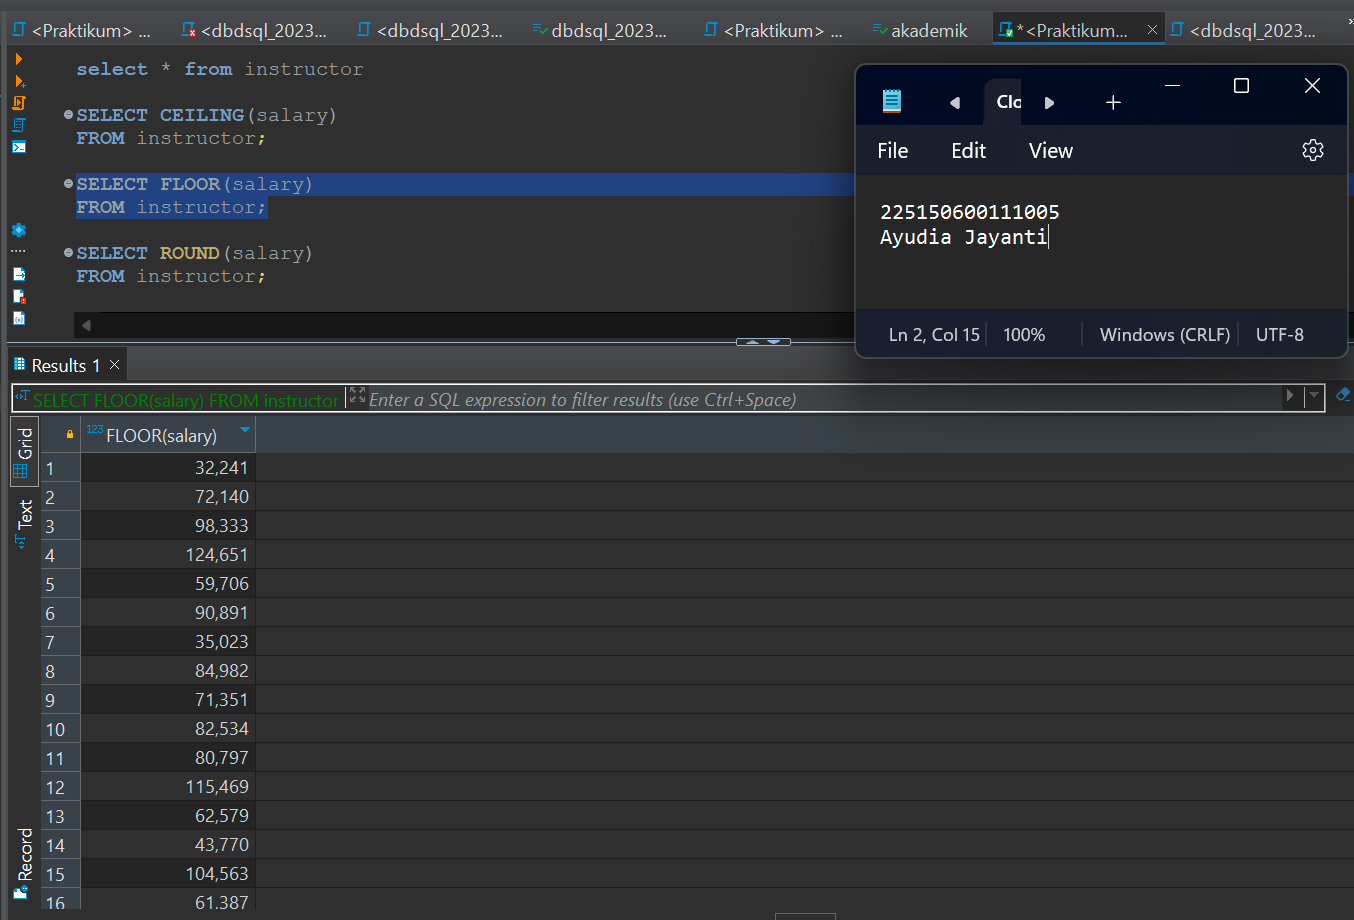 <Praktikum> ...
<dbdsql_2023...
<dbdsql_2023...
dbdsql_2023...
<Praktikum> ...
akademik
*<Praktikum...
<dbdsql_2023...
select * from instructor
SELECT CEILING(salary)
FROM instructor;
SELECT FLOOR(salary)
FROM instructor;
SELECT ROUND(salary)
FROM instructor;
Clo
File Edit View
225150600111005
Ayudia Jayanti
Ln 2, Col 15 100% Windows (CRLF) UTF-8
Results 1
SELECT FLOOR(salary) FROM instructor
Enter a SQL expression to filter results (use Ctrl+Space)
Grid
Text
Record
123 FLOOR(salary)
1 32,241
2 72,140
3 98,333
4 124,651
5 59,706
6 90,891
7 35,023
8 84,982
9 71,351
10 82,534
11 80,797
12 115,469
13 62,579
14 43,770
15 104,563
16 61,387